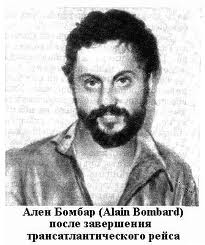 Ален Бомбар (Alain Bombard)
после завершения
трансатлантического рейса